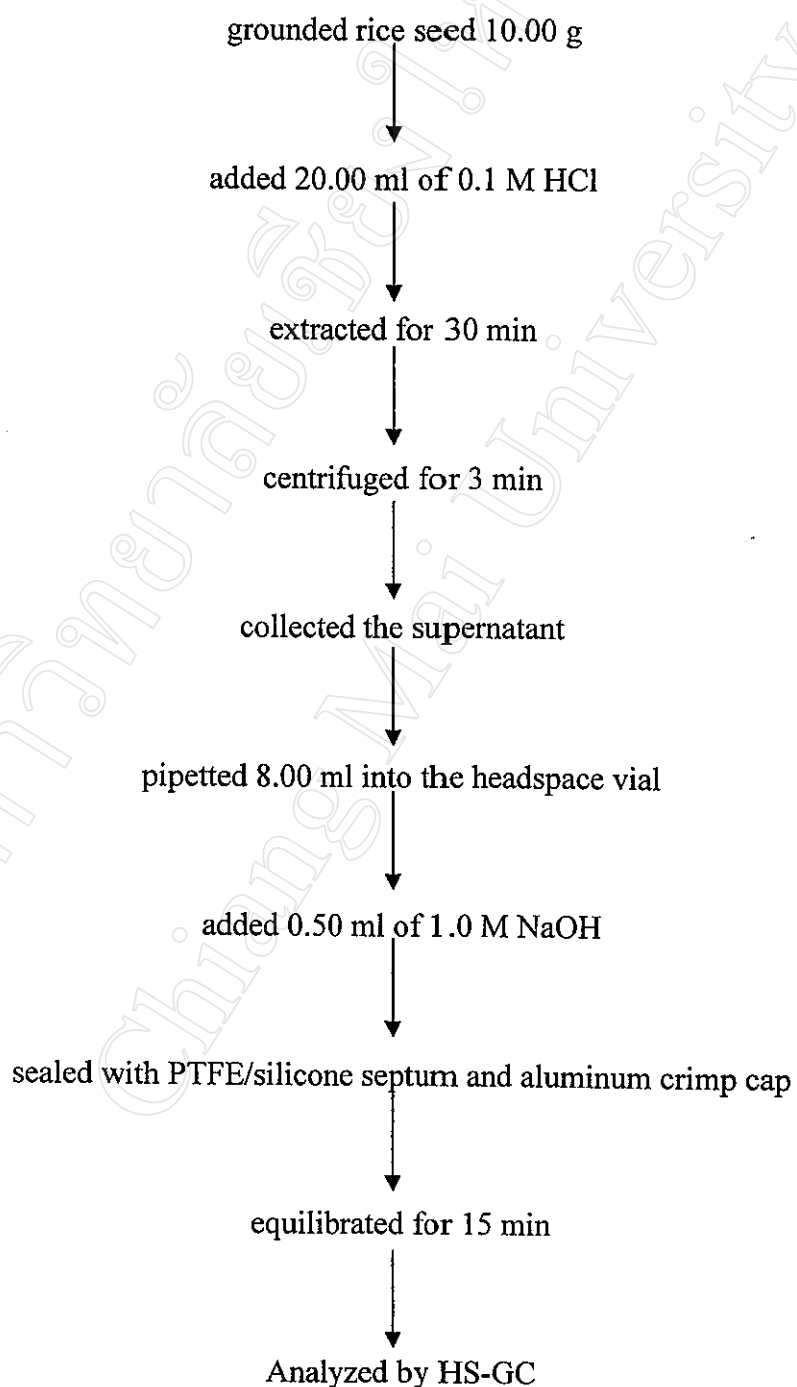 grounded rice seed 10.00 g
added 20.00 ml of 0.1 M HCl
extracted for 30 min
centrifuged for 3 min
collected the supernatant
pipetted 8.00 ml into the headspace vial
added 0.50 ml of 1.0 M NaOH
sealed with PTFE/silicone septum and aluminum crimp cap
equilibrated for 15 min
Analyzed by HS-GC
Chiang Mai University